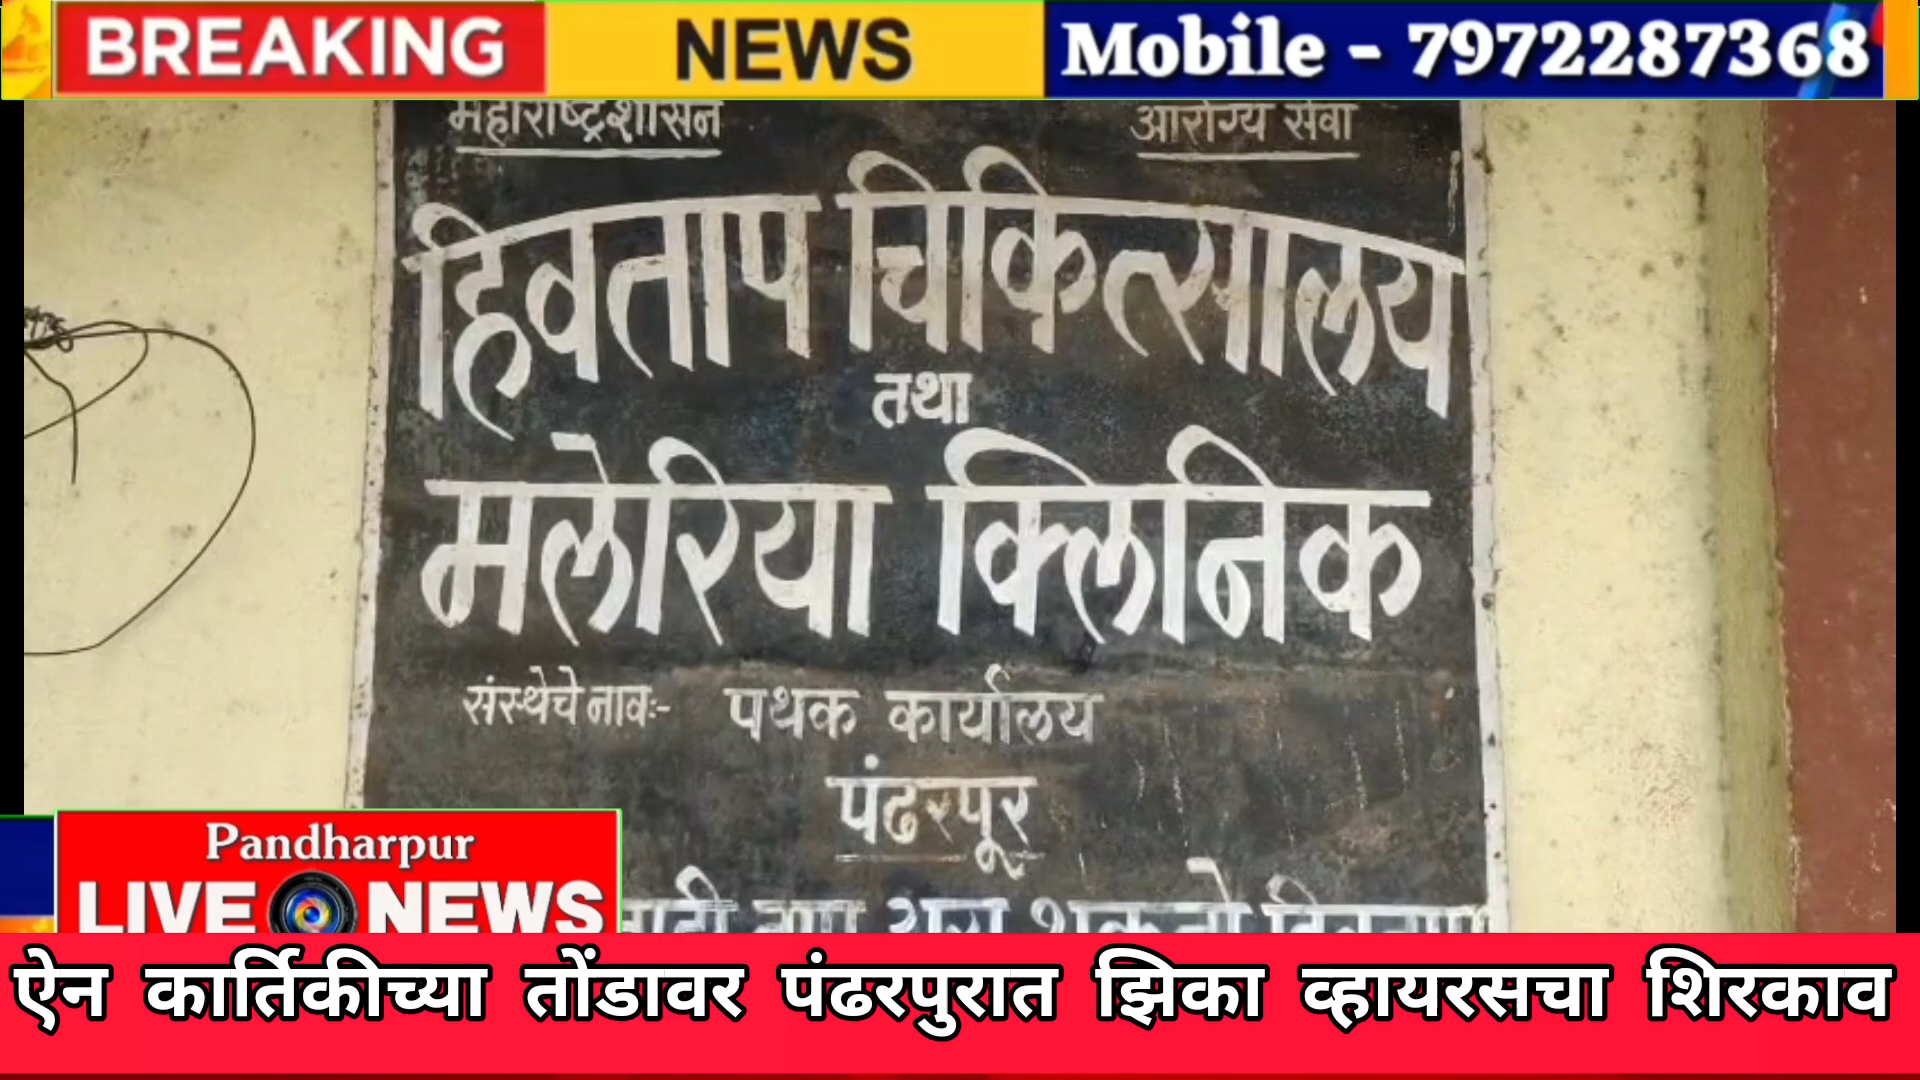 BREAKING NEWS Mobile - 7972287368
महाराष्ट्र शासन आरोग्य सेवा
हिवताप चिकित्सालय
तथा
मलेरिया क्लिनिक
संस्थेचे नावः- पथक कार्यालय
पंढरपूर
Pandharpur
LIVE NEWS
ऐन कार्तिकीच्या तोंडावर पंढरपुरात झिका व्हायरसचा शिरकाव